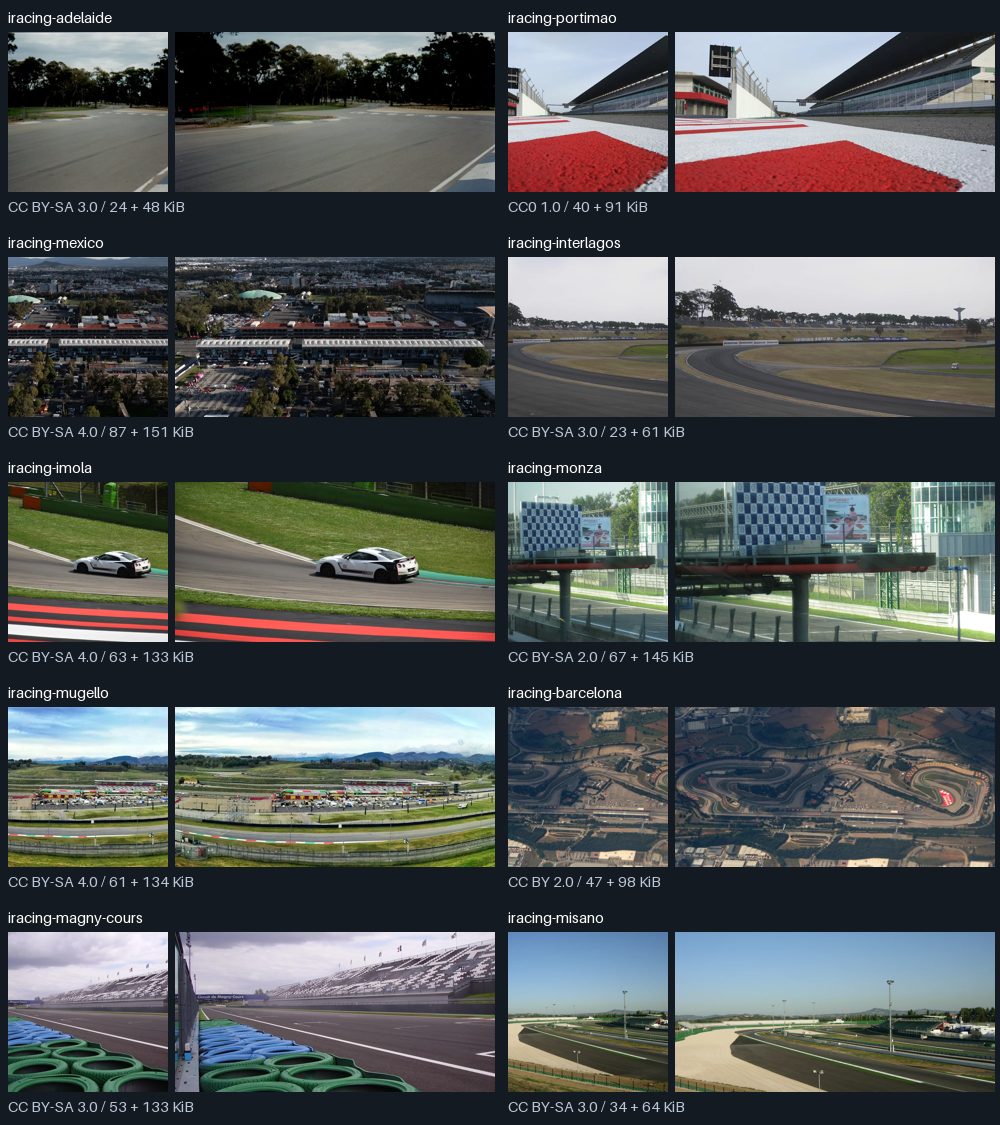 iracing-adelaide
iracing-portimao
CC BY-SA 3.0 / 24 + 48 KiB
CC0 1.0 / 40 + 91 KiB
iracing-mexico
iracing-interlagos
CC BY-SA 4.0 / 87 + 151 KiB
CC BY-SA 3.0 / 23 + 61 KiB
iracing-imola
iracing-monza
CC BY-SA 4.0 / 63 + 133 KiB
CC BY-SA 2.0 / 67 + 145 KiB
iracing-mugello
iracing-barcelona
CC BY-SA 4.0 / 61 + 134 KiB
CC BY 2.0 / 47 + 98 KiB
iracing-magny-cours
iracing-misano
Circuit de Magny-Cours
CC BY-SA 3.0 / 53 + 133 KiB
CC BY-SA 3.0 / 34 + 64 KiB